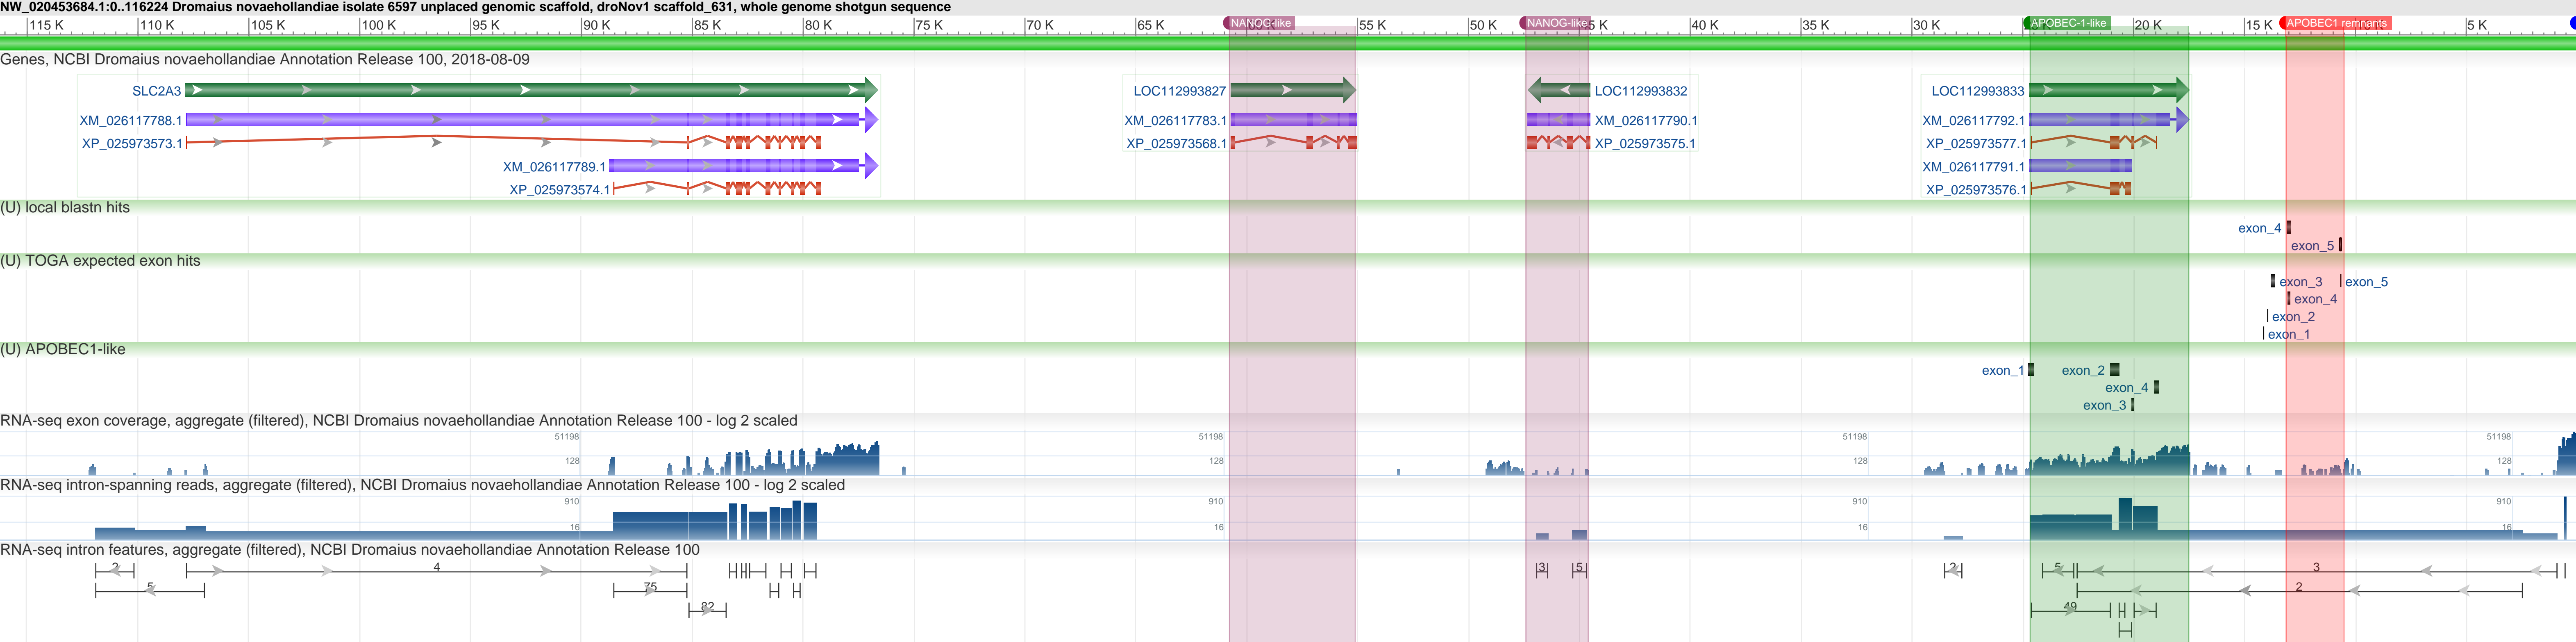 NW_020453684.1:0..116224 Dromaius novaehollandiae isolate 6597 unplaced genomic scaffold, droNov1 scaffold_631, whole genome shotgun sequence
115 K 110 K 105 K 100 K 95 K 90 K 85 K 80 K 75 K 70 K 65 K NANOG-like 55 K 50 K NANOG-like 40 K 35 K 30 K APOBEC-1-like 20 K 15 K APOBEC1 remnants 5 K
Genes, NCBI Dromaius novaehollandiae Annotation Release 100, 2018-08-09
SLC2A3 LOC112993827 LOC112993832 LOC112993833
XM_026117788.1 XM_026117783.1 XM_026117790.1 XM_026117792.1
XP_025973573.1 XP_025973568.1 XP_025973575.1 XP_025973577.1
XM_026117789.1 XM_026117791.1
XP_025973574.1 XP_025973576.1
(U) local blastn hits
exon_4
exon_5
(U) TOGA expected exon hits
exon_3 exon_5
exon_4
exon_2
exon_1
(U) APOBEC1-like
exon_1 exon_2
exon_4
exon_3
RNA-seq exon coverage, aggregate (filtered), NCBI Dromaius novaehollandiae Annotation Release 100 - log 2 scaled
51198 51198 51198 51198
128 128 128 128
RNA-seq intron-spanning reads, aggregate (filtered), NCBI Dromaius novaehollandiae Annotation Release 100 - log 2 scaled
910 910 910 910
16 16 16 16
RNA-seq intron features, aggregate (filtered), NCBI Dromaius novaehollandiae Annotation Release 100
2 4 3 5 2 5 3
5 75 2
82 49